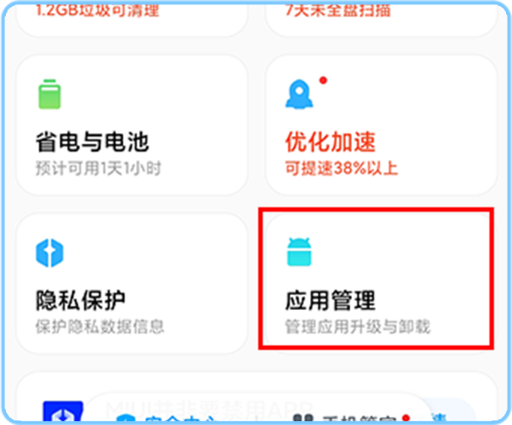 1.2GB垃圾可清理
7天未全盘扫描
省电与电池
预计可用1天1小时
优化加速
可提速38%以上
隐私保护
保护隐私数据信息
应用管理
管理应用升级与卸载